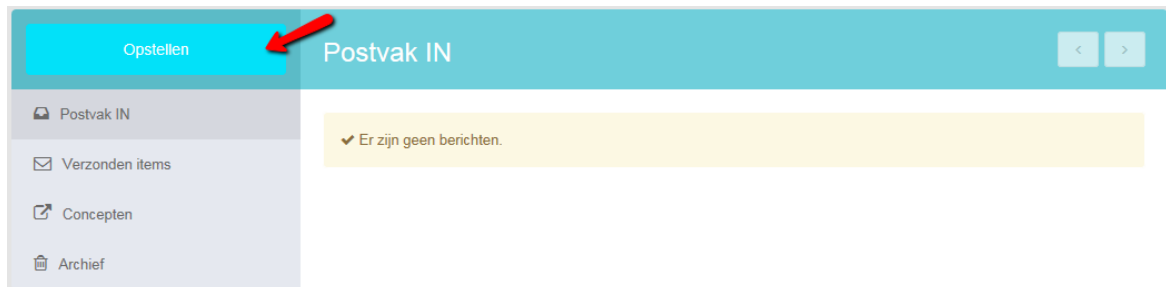 Opstellen
Postvak IN
Postvak IN
Er zijn geen berichten.
Verzonden items
Concepten
Archief